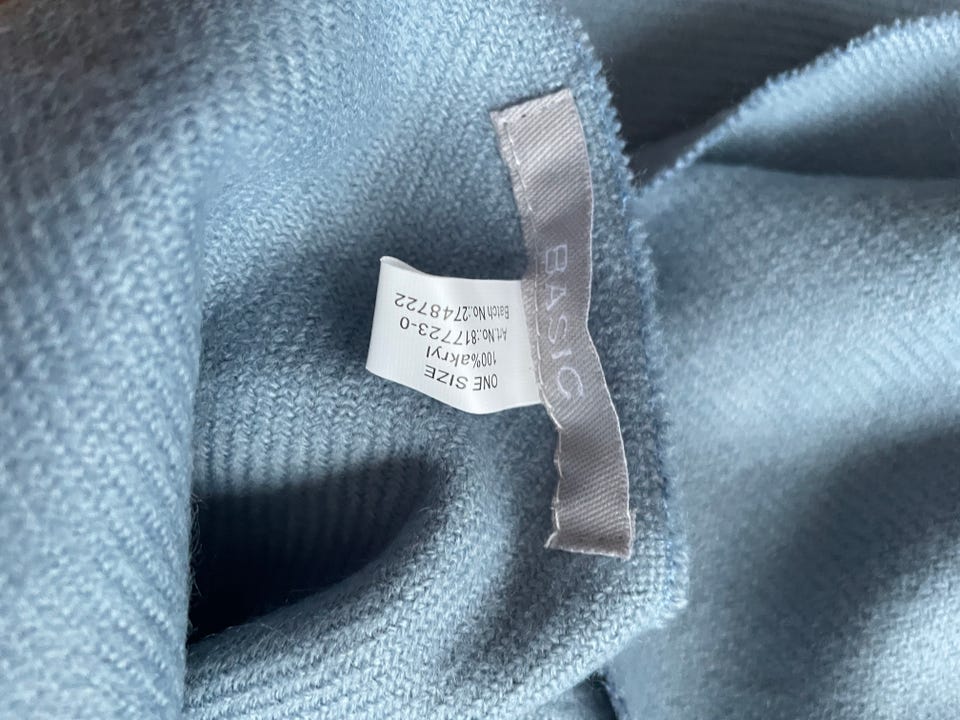 BASIC
ONE SIZE
100%akryl
Art.No.:817723-0
Batch No.:2748722